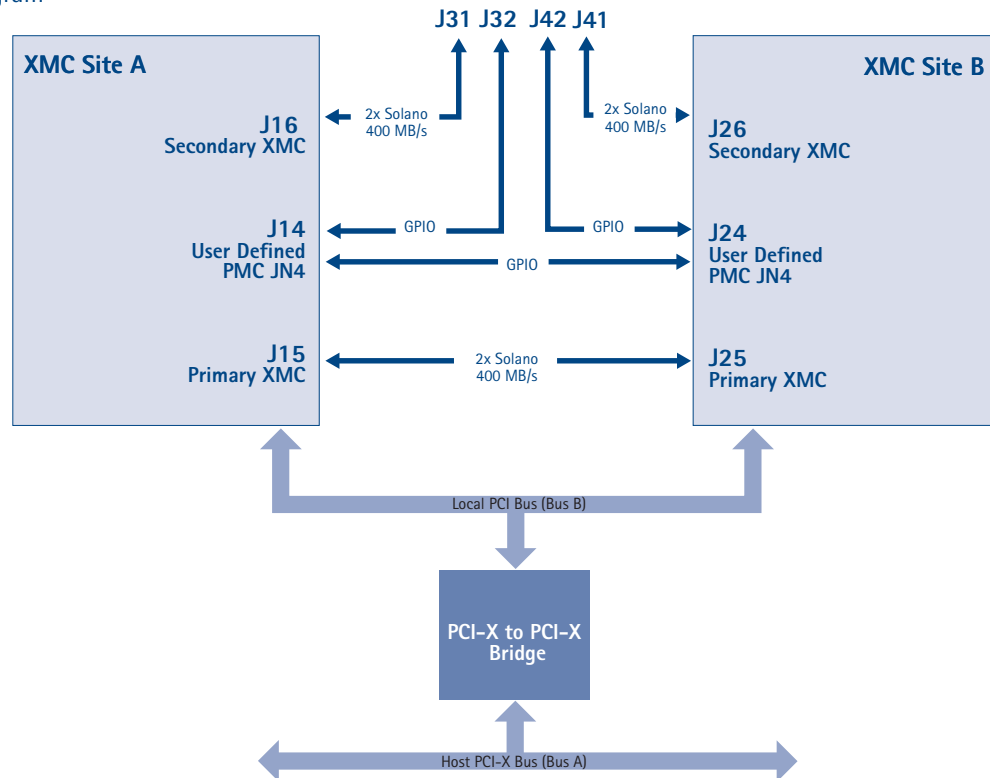 J31 J32 J42 J41
XMC Site A
XMC Site B
2x Solano
400 MB/s
2x Solano
400 MB/s
J16
Secondary XMC
J26
Secondary XMC
J14
User Defined
PMC JN4
GPIO
GPIO
GPIO
J24
User Defined
PMC JN4
J15
Primary XMC
2x Solano
400 MB/s
J25
Primary XMC
Local PCI Bus (Bus B)
PCI-X to PCI-X
Bridge
Host PCI-X Bus (Bus A)